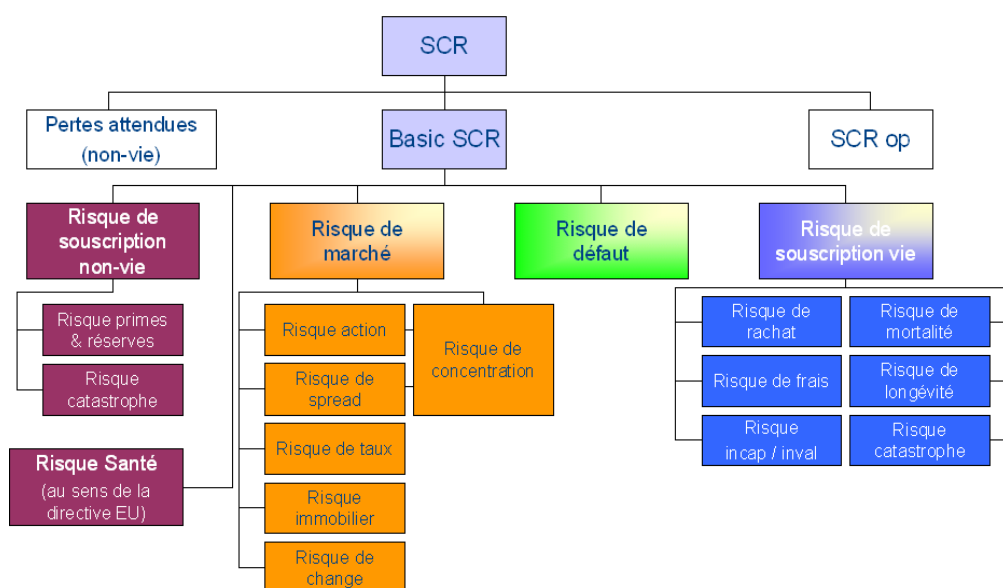 SCR
Pertes attendues
(non-vie)
Basic SCR
SCR op
Risque de
souscription
non-vie
Risque de
marché
Risque de
défaut
Risque de
souscription vie
Risque primes
& réserves
Risque
catastrophe
Risque Santé
(au sens de la
directive EU)
Risque action
Risque de
spread
Risque de taux
Risque
immobilier
Risque de
change
Risque de
concentration
Risque de
rachat
Risque de frais
Risque
incap / inval
Risque de
mortalité
Risque de
longévité
Risque
catastrophe